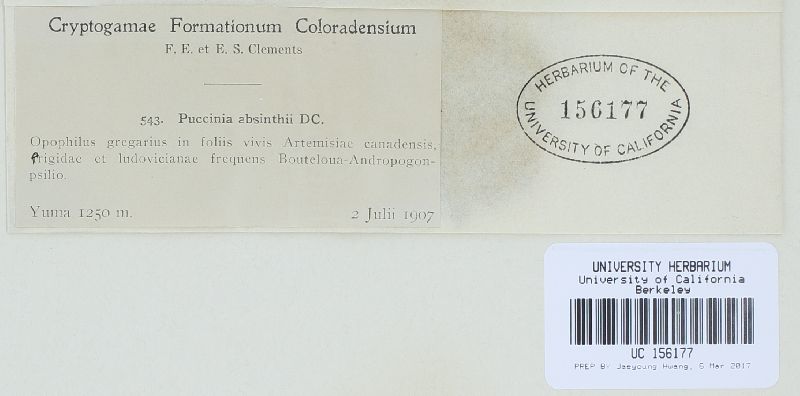 Cryptogamae Formationum Coloradensium
F. E. et E. S. Clements
543. Puccinia absinthii DC.
Opophilus gregarius in foliis vivis Artemisiae canadensis,
frigidae et ludovicianae frequens Bouteloua-Andropogon-
psilio.
Yuma 1250 m. 2 Julii 1907
HERBARIUM OF THE
156177
UNIVERSITY OF CALIFORNIA
UNIVERSITY HERBARIUM
University of California
Berkeley
UC 156177
PREP BY Jaeyoung Hwang, 6 Mar 2017